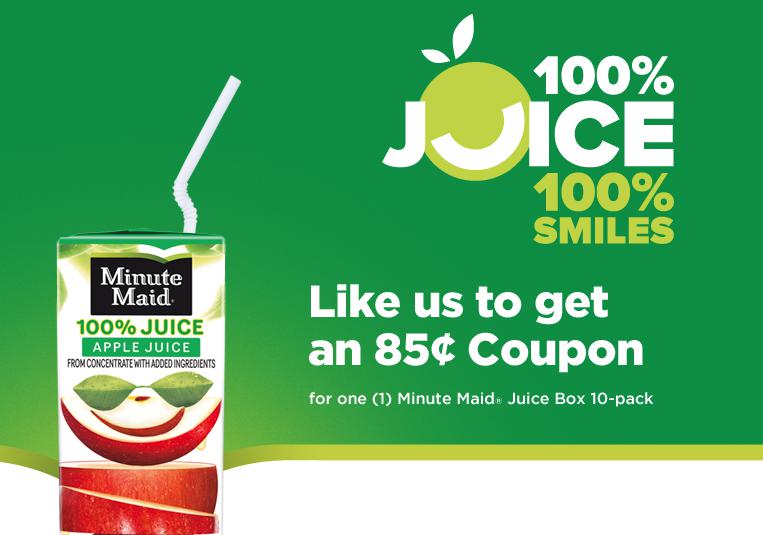 100%
JUICE
100%
SMILES
Minute
Maid®
100% JUICE
APPLE JUICE
FROM CONCENTRATE WITH ADDED INGREDIENTS
Like us to get
an 85¢ Coupon
for one (1) Minute Maid® Juice Box 10-pack